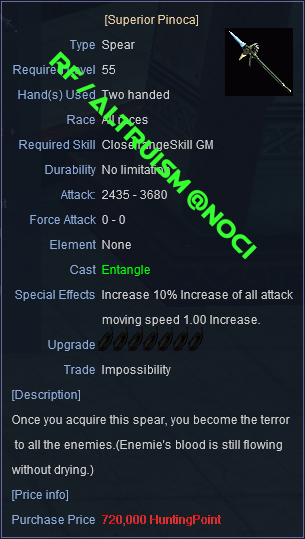 [Superior Pinoca]
Type Spear
Required Level 55
Hand(s) Used Two handed
Race All races
Required Skill CloserangeSkill GM
Durability No limitation
Attack: 2435 - 3680
Force Attack 0 - 0
Element None
Cast Entangle
Special Effects Increase 10% Increase of all attack
moving speed 1.00 Increase.
Upgrade
Trade Impossibility
[Description]
Once you acquire this spear, you become the terror
to all the enemies.(Enemie's blood is still flowing
without drying.)
[Price info]
Purchase Price 720,000 HuntingPoint
RF / ALTRUISM @NOCI